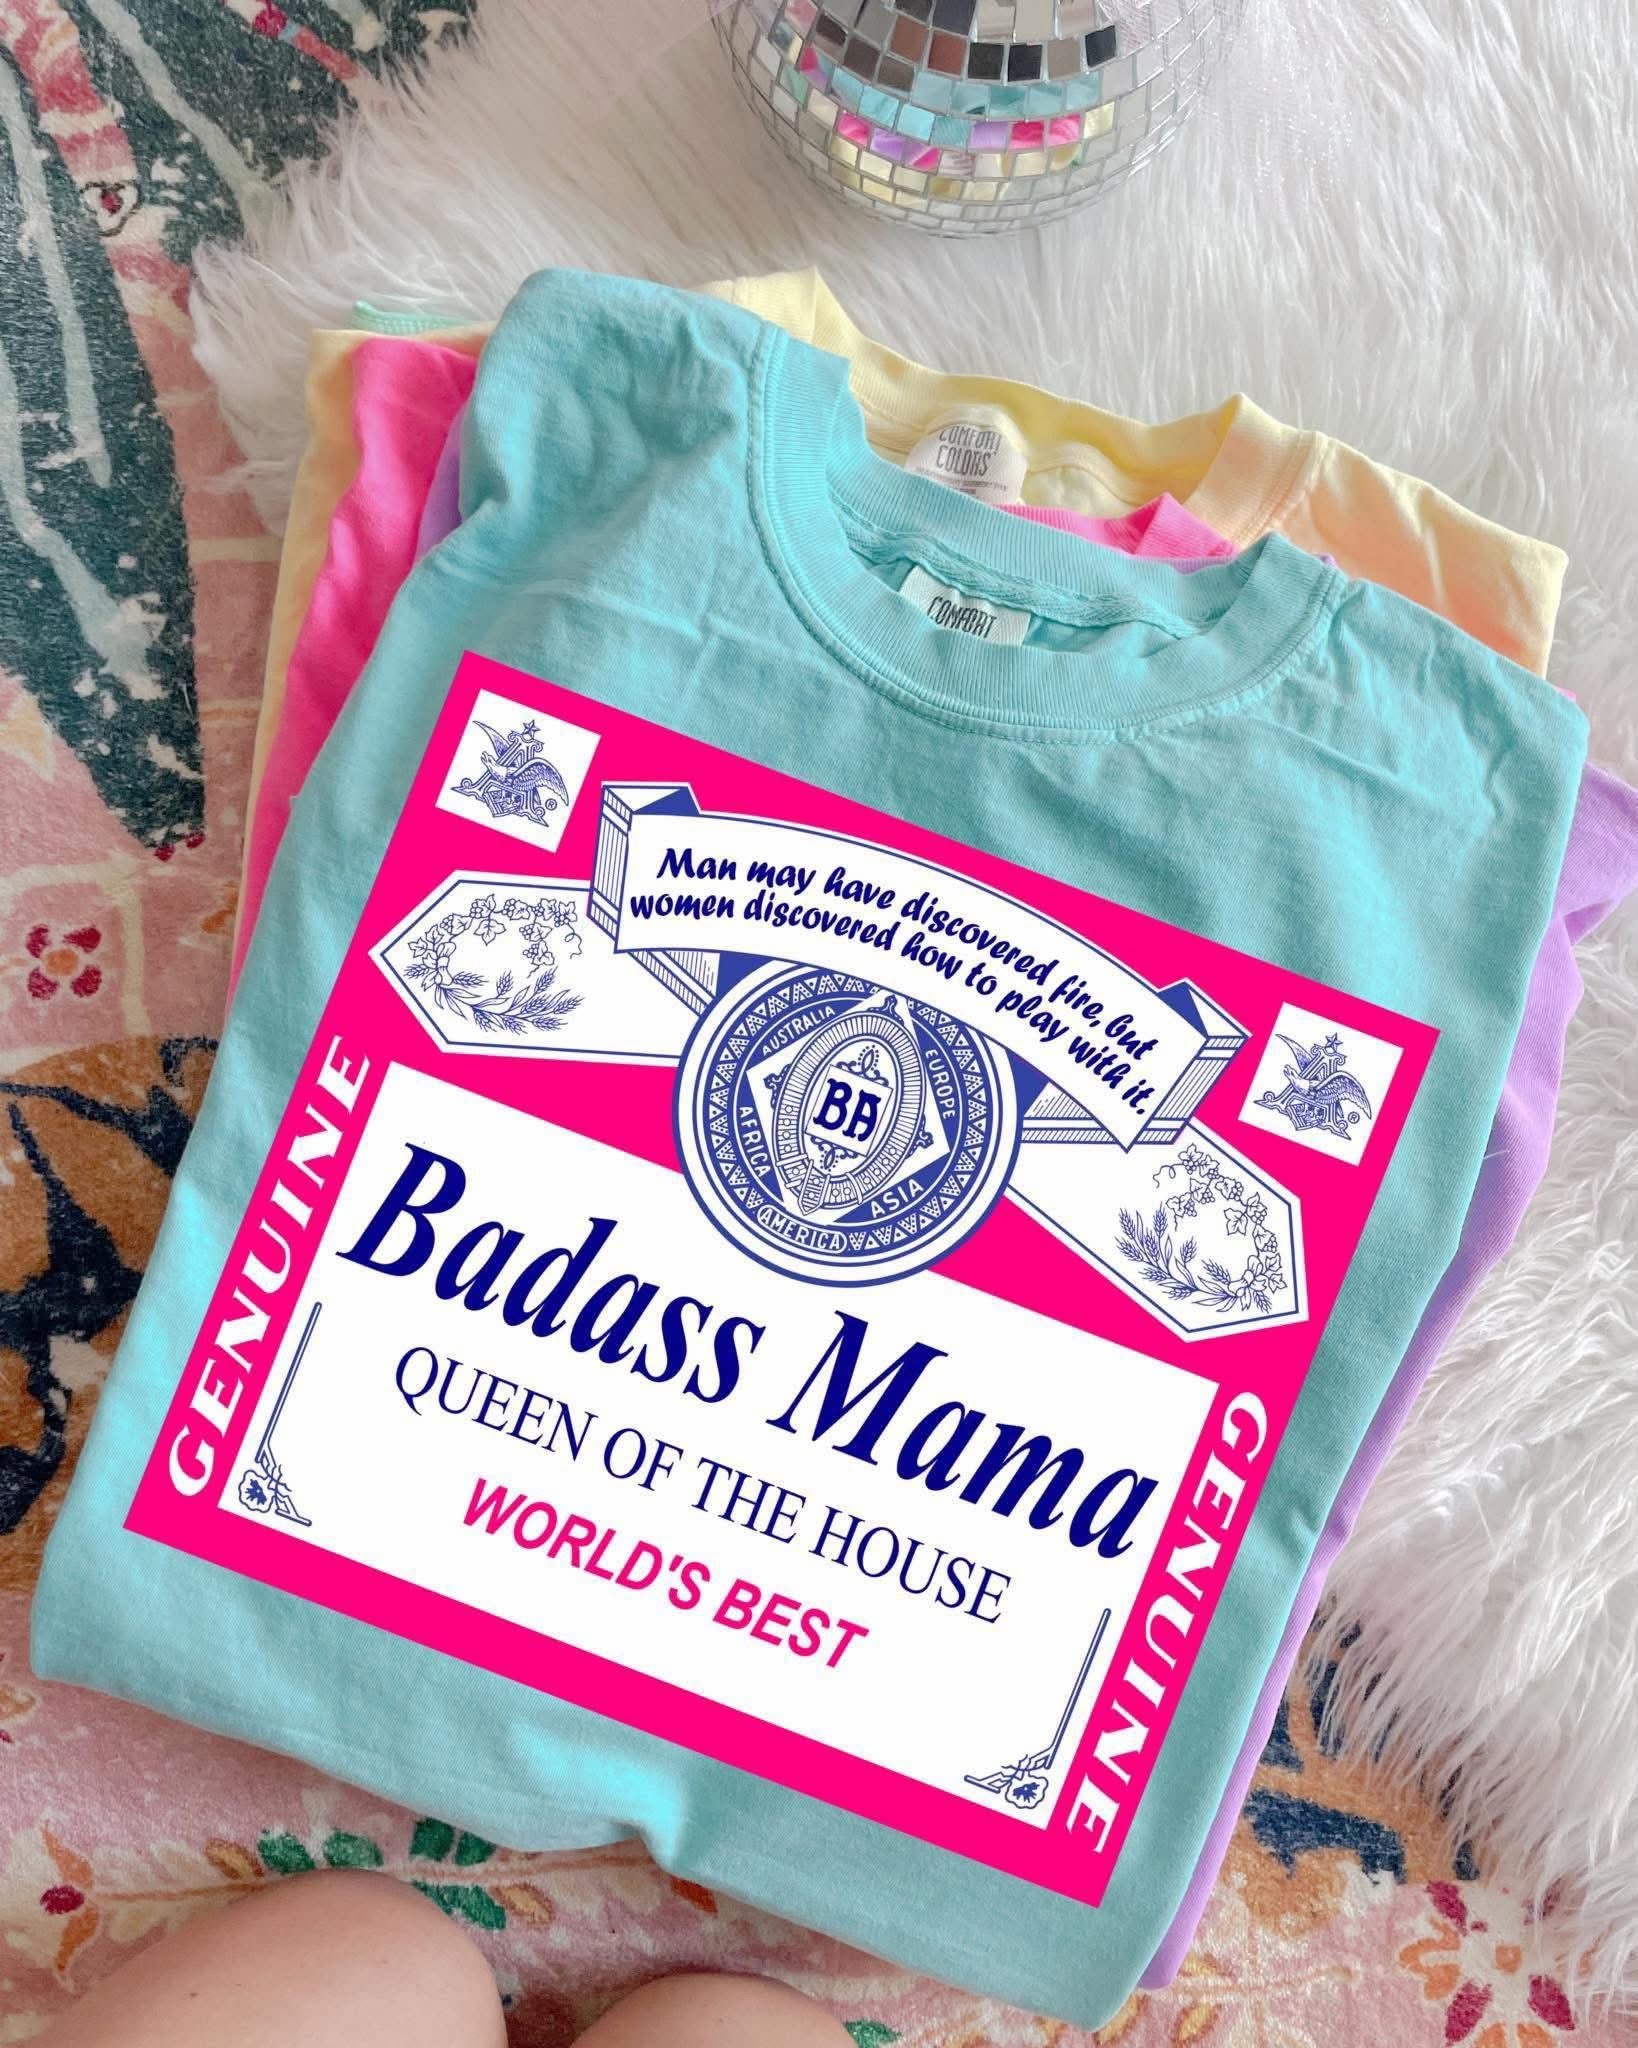 COMFORT
COLORS
COMFORT
®
Man may have discovered fire, but
women discovered how to play with it.
®
AUSTRALIA
EUROPE
AFRICA
ASIA
AMERICA
BA
GENUINE
Badass Mama
QUEEN OF THE HOUSE
WORLD'S BEST
GENUINE